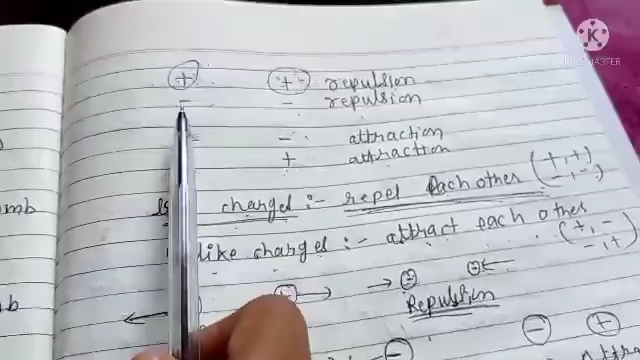 + + repulsion
- - repulsion
- attraction
+ attraction
charged :- repel Each other (+,+)
-,-)
like charged :- attract each other
(+,-
-,+)
+
Repulsion
- +
-